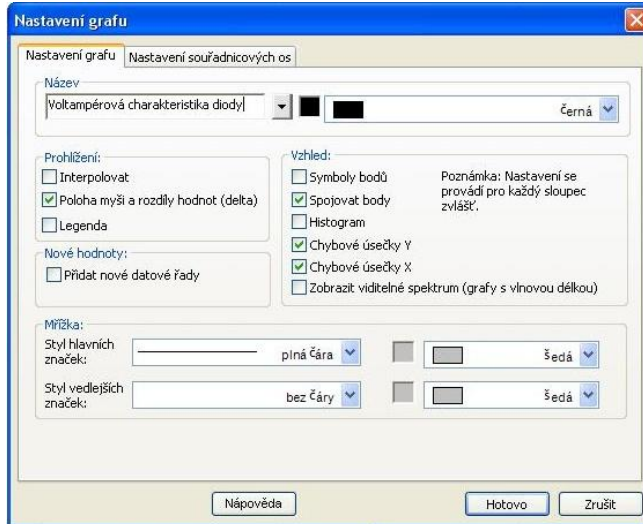 Nastavení grafu
Nastavení grafu
Nastavení souřadnicových os
Název
Voltampérová charakteristika diody
černá
Prohlížení:
Interpolovat
Poloha myši a rozdíly hodnot (delta)
Legenda
Nové hodnoty:
Přidat nové datové řady
Vzhled:
Symboly bodů
Spojovat body
Histogram
Chybové úsečky Y
Chybové úsečky X
Zobrazit viditelné spektrum (grafy s vlnovou délkou)
Poznámka: Nastavení se
provádí pro každý sloupec
zvlášť.
Mřížka:
Styl hlavních
značek:
plná čára
šedá
Styl vedlejších
značek:
bez čáry
šedá
Nápověda
Hotovo
Zrušit